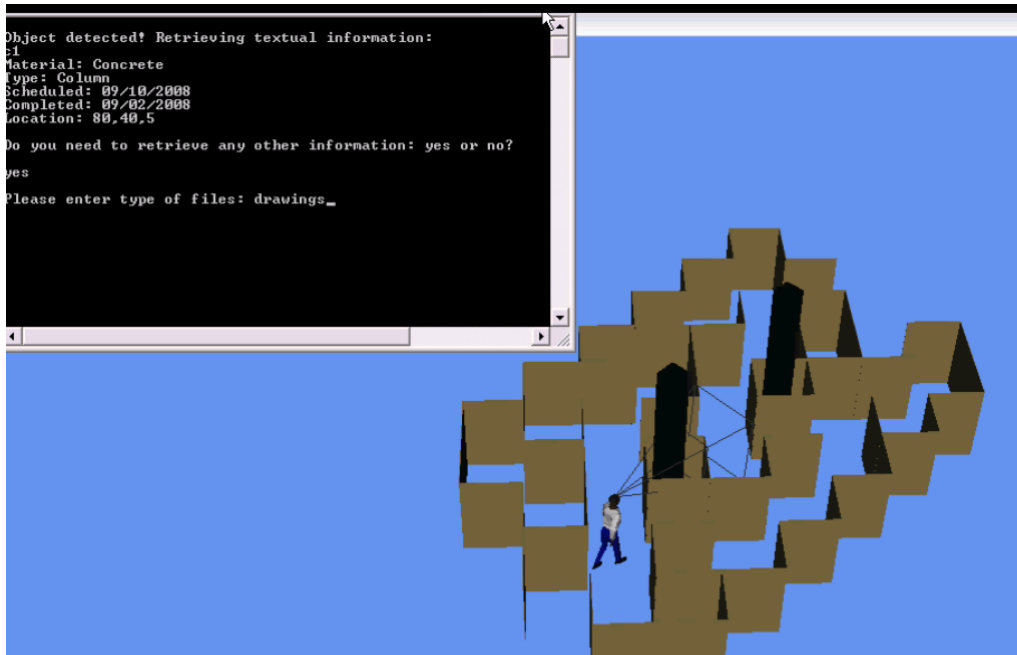 Object detected! Retrieving textual information:
c1
Material: Concrete
Type: Column
Scheduled: 09/10/2008
Completed: 09/02/2008
Location: 80,40,5
Do you need to retrieve any other information: yes or no?
yes
Please enter type of files: drawings_